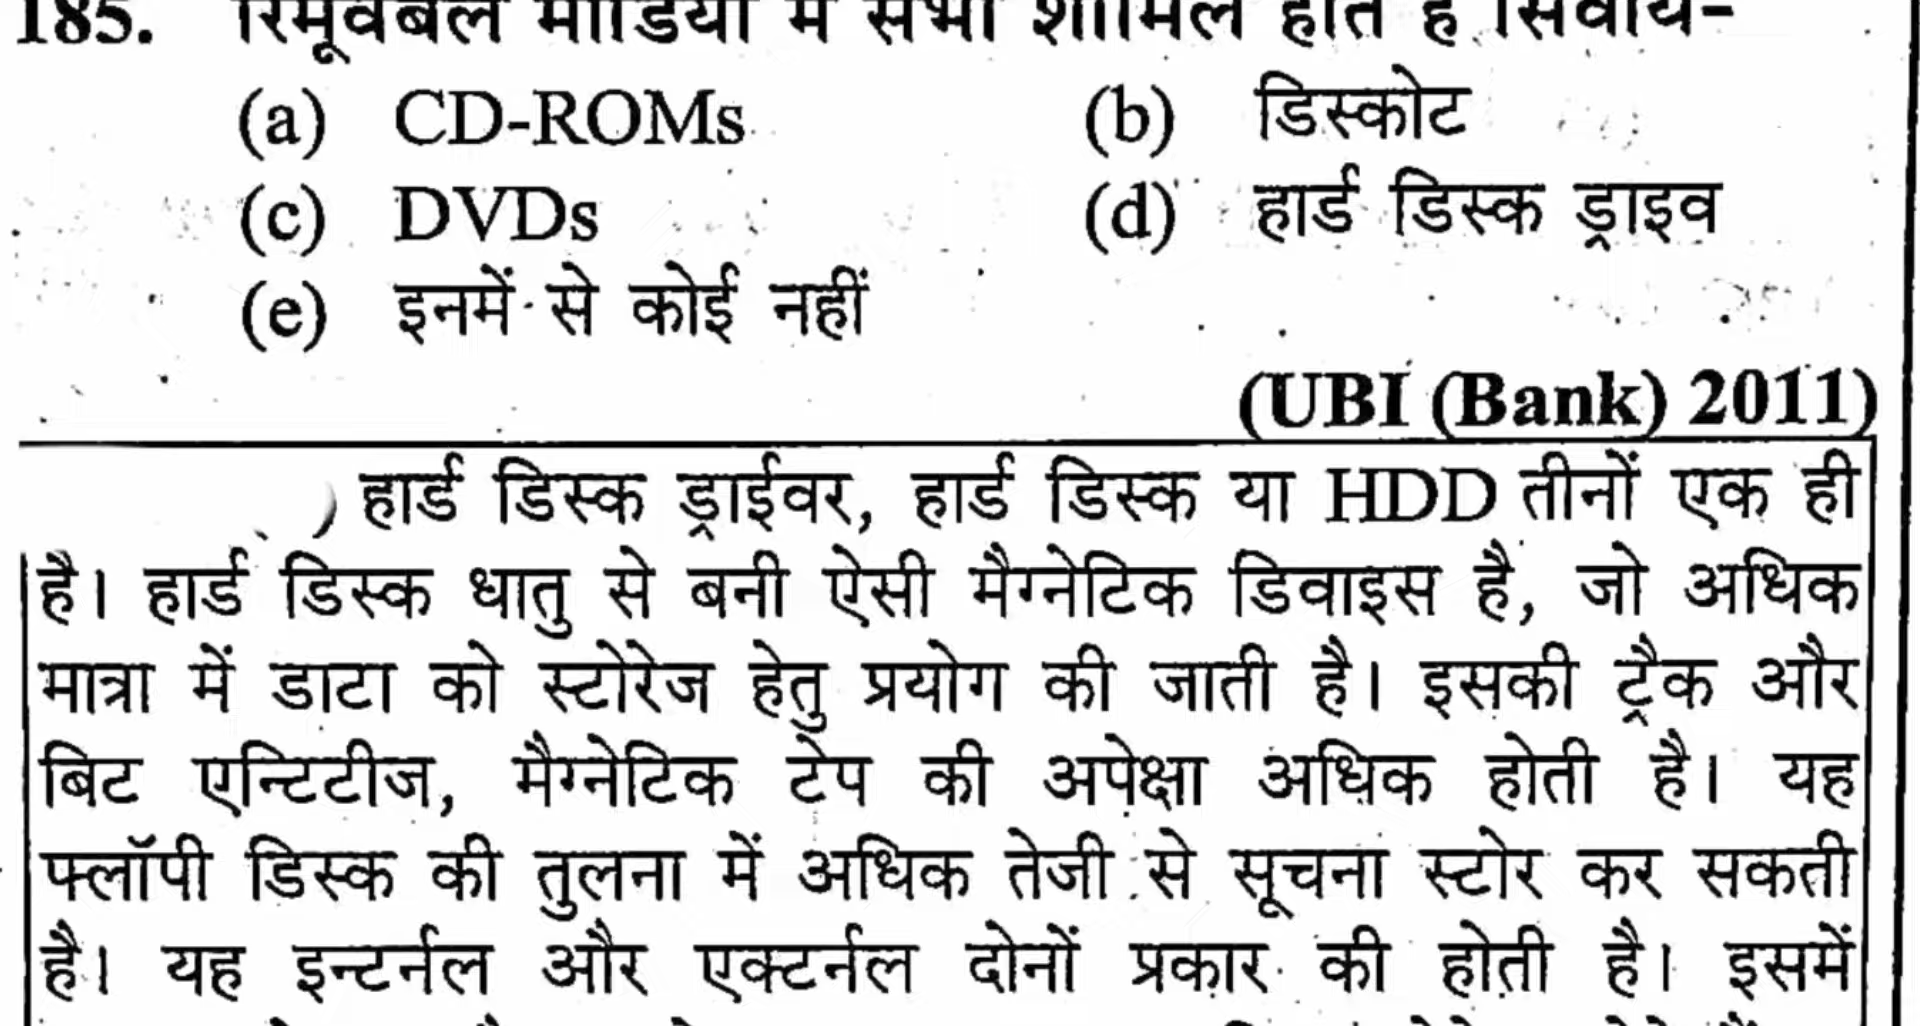 185. रिमूवेबल मीडिया में सभी शामिल होते हैं सिवाय-
(a) CD-ROMs (b) डिस्कोट
(c) DVDs (d) हार्ड डिस्क ड्राइव
(e) इनमें से कोई नहीं
(UBI (Bank) 2011)
) हार्ड डिस्क ड्राईवर, हार्ड डिस्क या HDD तीनों एक ही
है। हार्ड डिस्क धातु से बनी ऐसी मैग्नेटिक डिवाइस है, जो अधिक
मात्रा में डाटा को स्टोरेज हेतु प्रयोग की जाती है। इसकी ट्रैक और
बिट एन्टिटीज, मैग्नेटिक टेप की अपेक्षा अधिक होती है। यह
फ्लॉपी डिस्क की तुलना में अधिक तेजी से सूचना स्टोर कर सकती
है। यह इन्टर्नल और एक्टर्नल दोनों प्रकार की होती है। इसमें